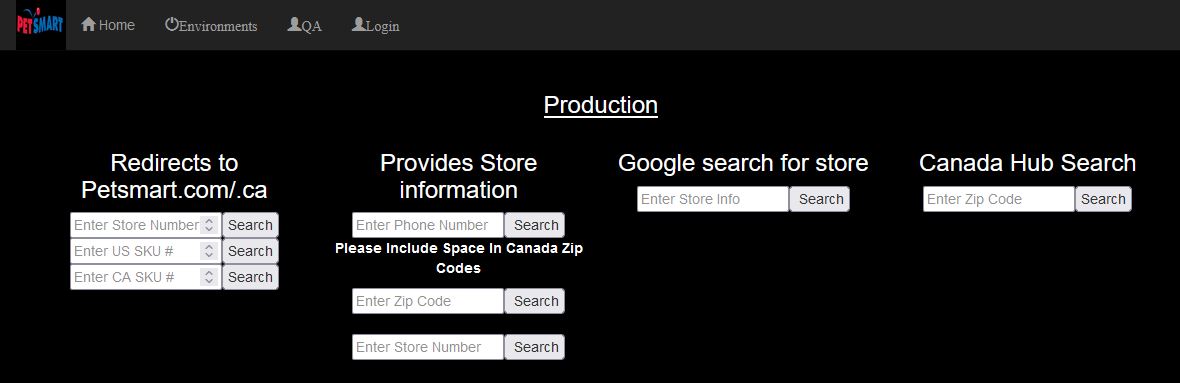 PETSMART Home Environments QA Login
Production
Redirects to
Petsmart.com/.ca
Enter Store Number Search
Enter US SKU # Search
Enter CA SKU # Search
Provides Store
information
Enter Phone Number Search
Please Include Space In Canada Zip
Codes
Enter Zip Code Search
Enter Store Number Search
Google search for store
Enter Store Info Search
Canada Hub Search
Enter Zip Code Search